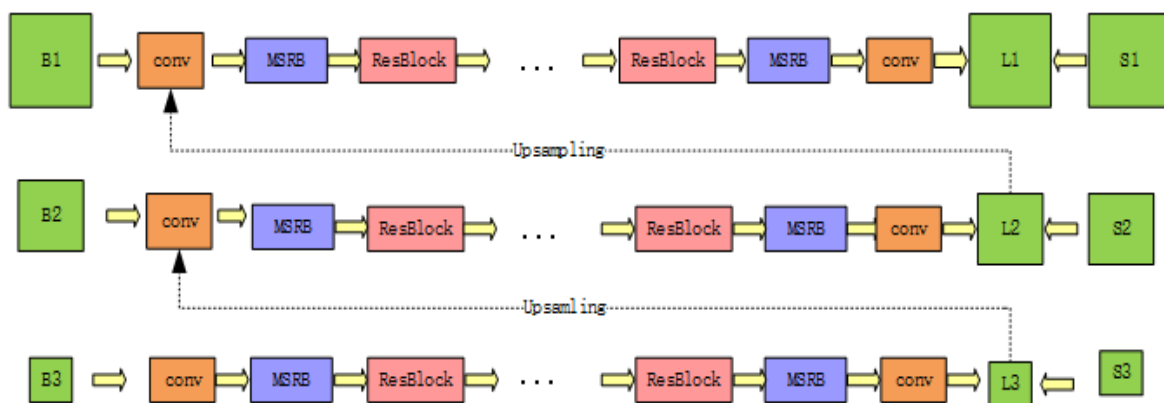 B1 conv MSRB ResBlock ... ResBlock MSRB conv L1 S1
Upsampling
B2 conv MSRB ResBlock ... ResBlock MSRB conv L2 S2
Upsamling
B3 conv MSRB ResBlock ... ResBlock MSRB conv L3 S3